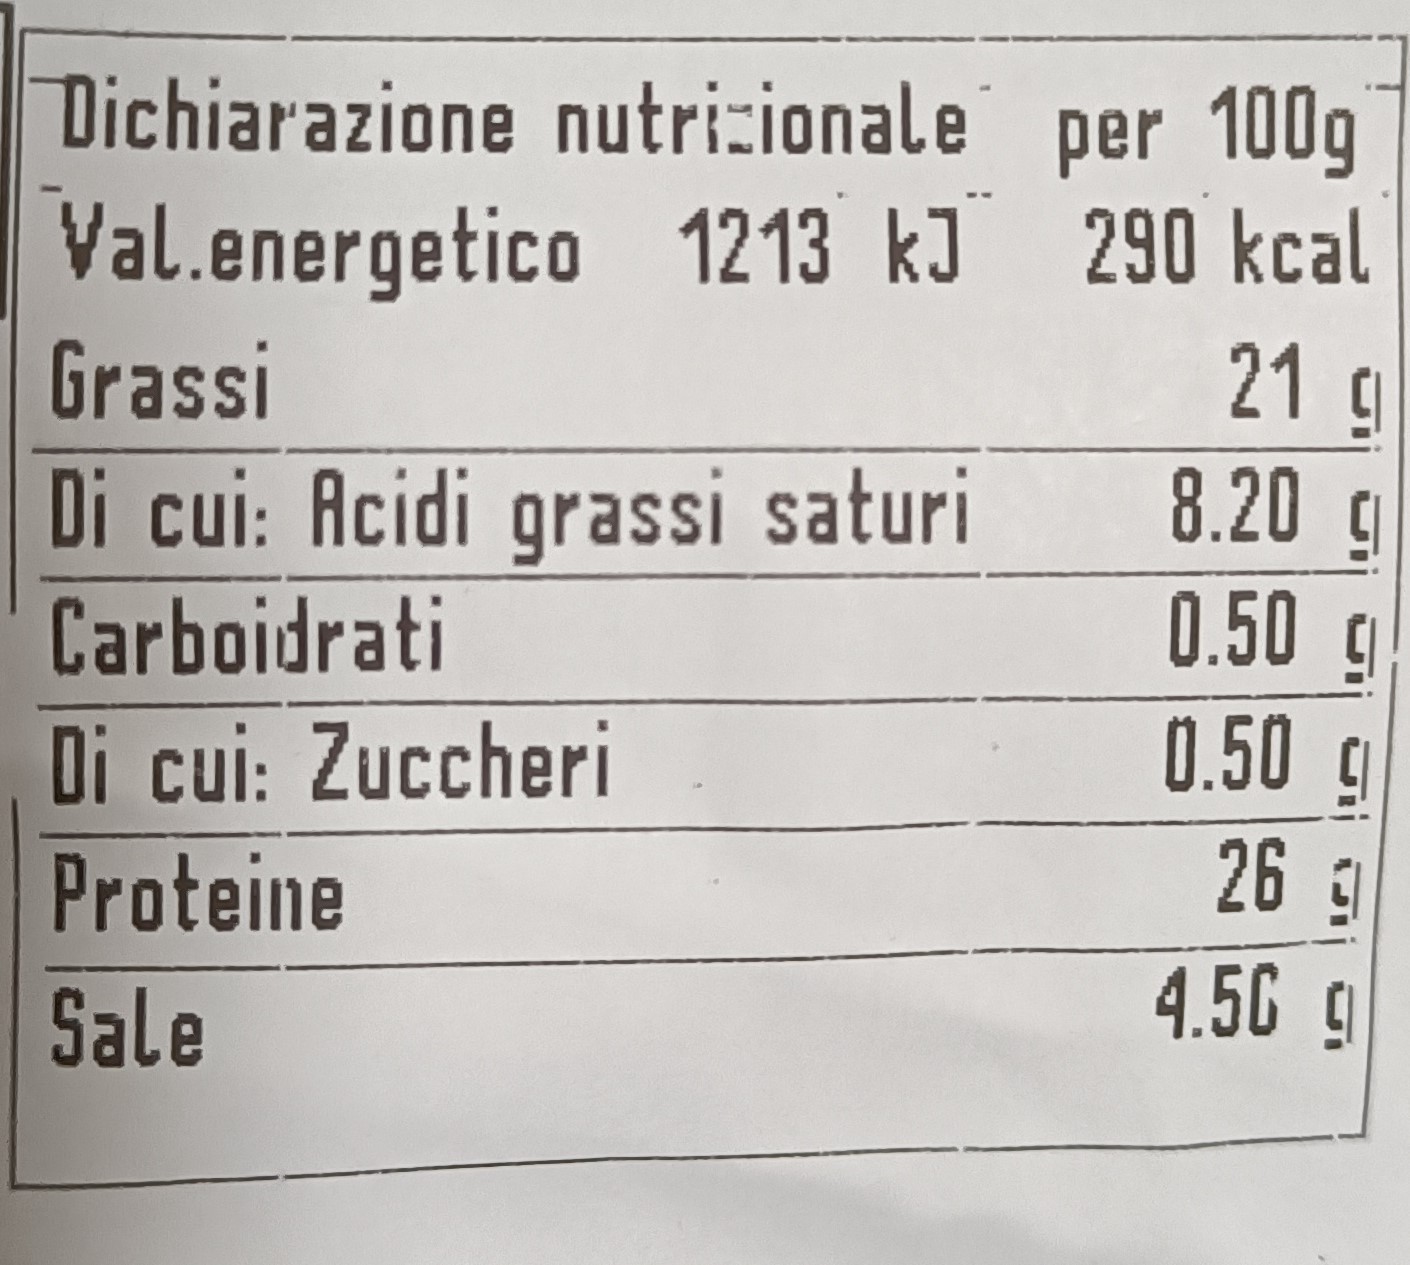 Dichiarazione nutrizionale per 100g
Val.energetico 1213 kJ 290 kcal
Grassi 21 g
Di cui: Acidi grassi saturi 8.20 g
Carboidrati 0.50 g
Di cui: Zuccheri 0.50 g
Proteine 26 g
Sale 4.50 g